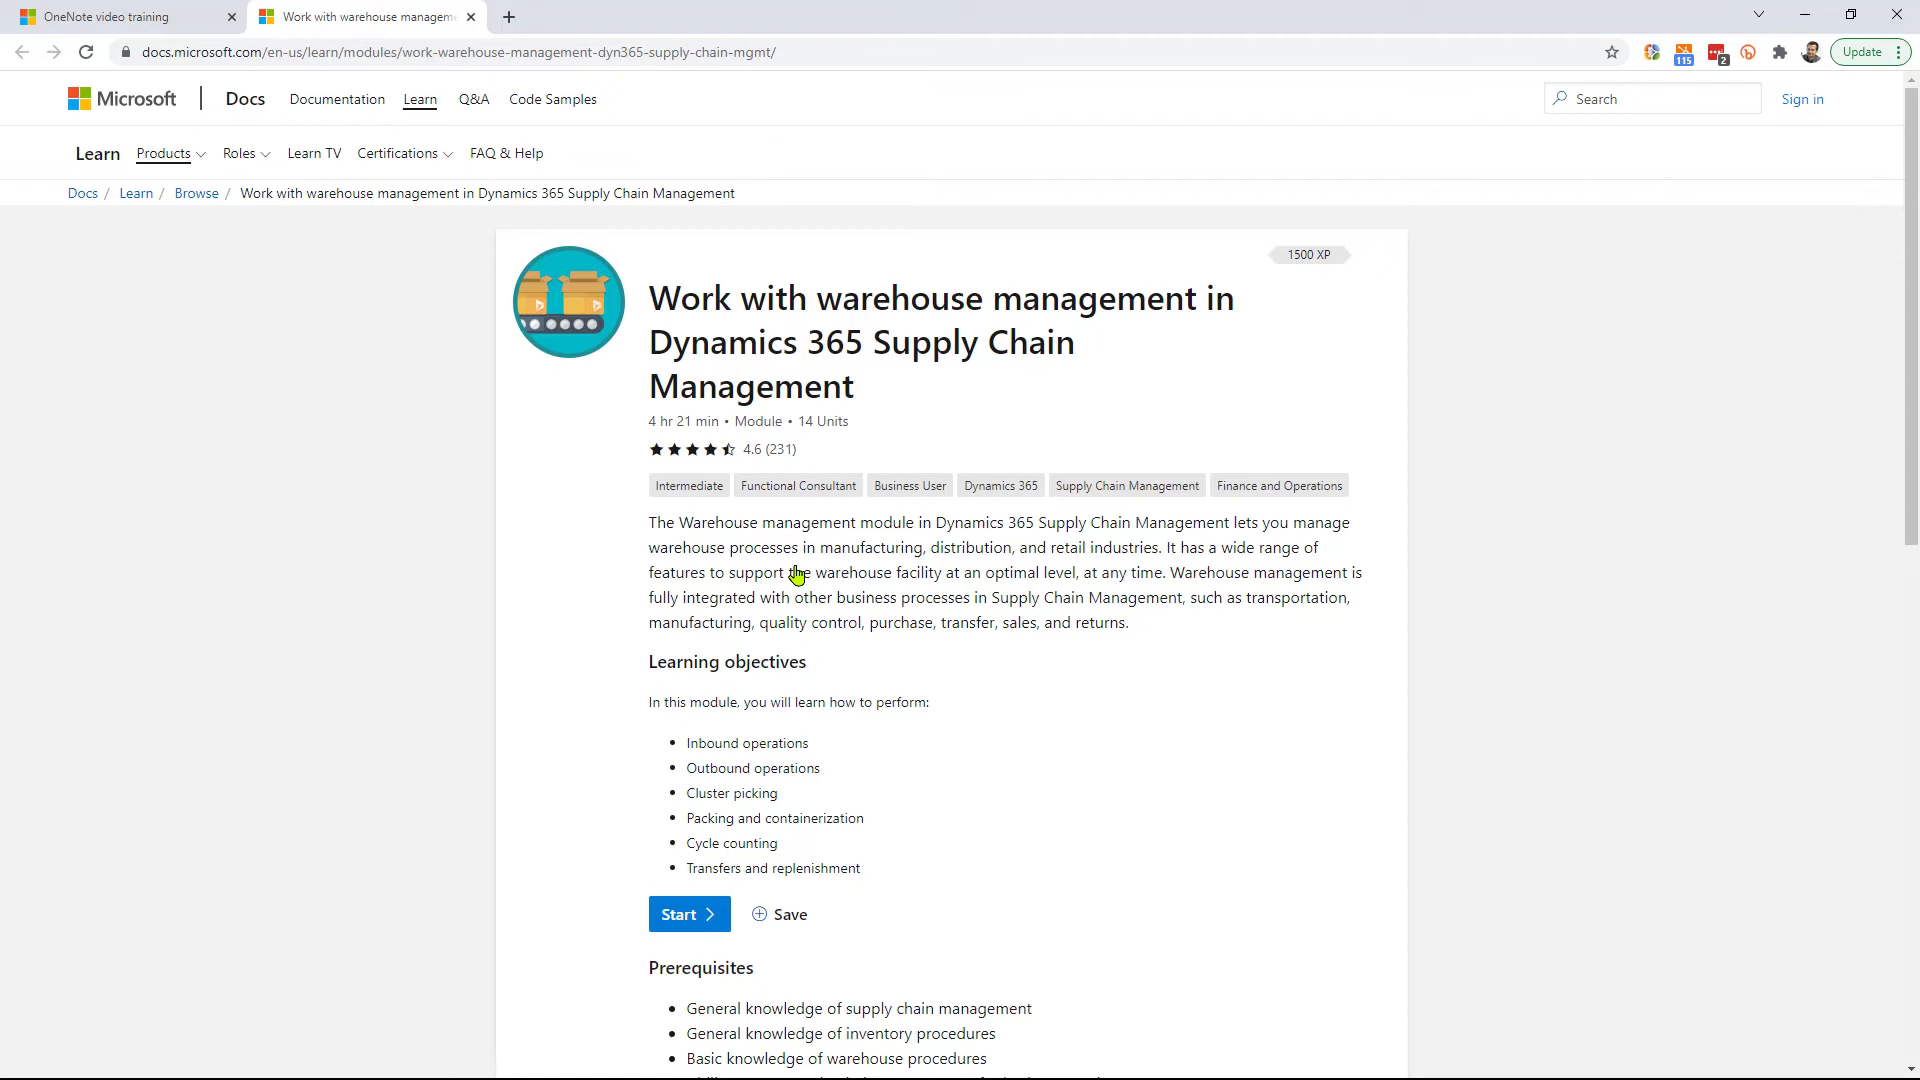 OneNote video training
Work with warehouse managem
docs.microsoft.com/en-us/learn/modules/work-warehouse-management-dyn365-supply-chain-mgmt/
115
2
Update
Microsoft
Docs
Documentation
Learn
Q&A
Code Samples
Search
Sign in
Learn
Products
Roles
Learn TV
Certifications
FAQ & Help
Docs / Learn / Browse / Work with warehouse management in Dynamics 365 Supply Chain Management
1500 XP
Work with warehouse management in
Dynamics 365 Supply Chain
Management
4 hr 21 min • Module • 14 Units
4.6 (231)
Intermediate
Functional Consultant
Business User
Dynamics 365
Supply Chain Management
Finance and Operations
The Warehouse management module in Dynamics 365 Supply Chain Management lets you manage
warehouse processes in manufacturing, distribution, and retail industries. It has a wide range of
features to support the warehouse facility at an optimal level, at any time. Warehouse management is
fully integrated with other business processes in Supply Chain Management, such as transportation,
manufacturing, quality control, purchase, transfer, sales, and returns.
Learning objectives
In this module, you will learn how to perform:
• Inbound operations
• Outbound operations
• Cluster picking
• Packing and containerization
• Cycle counting
• Transfers and replenishment
Start
Save
Prerequisites
• General knowledge of supply chain management
• General knowledge of inventory procedures
• Basic knowledge of warehouse procedures